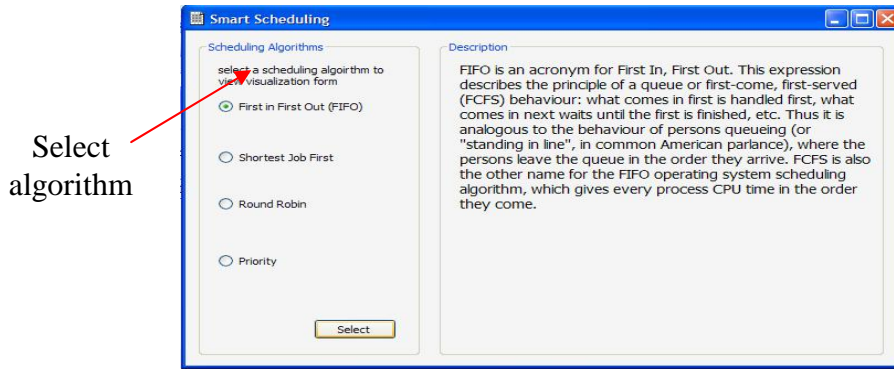 Smart Scheduling
Select
algorithm
Scheduling Algorithms
select a scheduling algoirthm to
view visualization form
First in First Out (FIFO)
Shortest Job First
Round Robin
Priority
Select
Description
FIFO is an acronym for First In, First Out. This expression
describes the principle of a queue or first-come, first-served
(FCFS) behaviour: what comes in first is handled first, what
comes in next waits until the first is finished, etc. Thus it is
analogous to the behaviour of persons queueing (or
"standing in line", in common American parlance), where the
persons leave the queue in the order they arrive. FCFS is also
the other name for the FIFO operating system scheduling
algorithm, which gives every process CPU time in the order
they come.